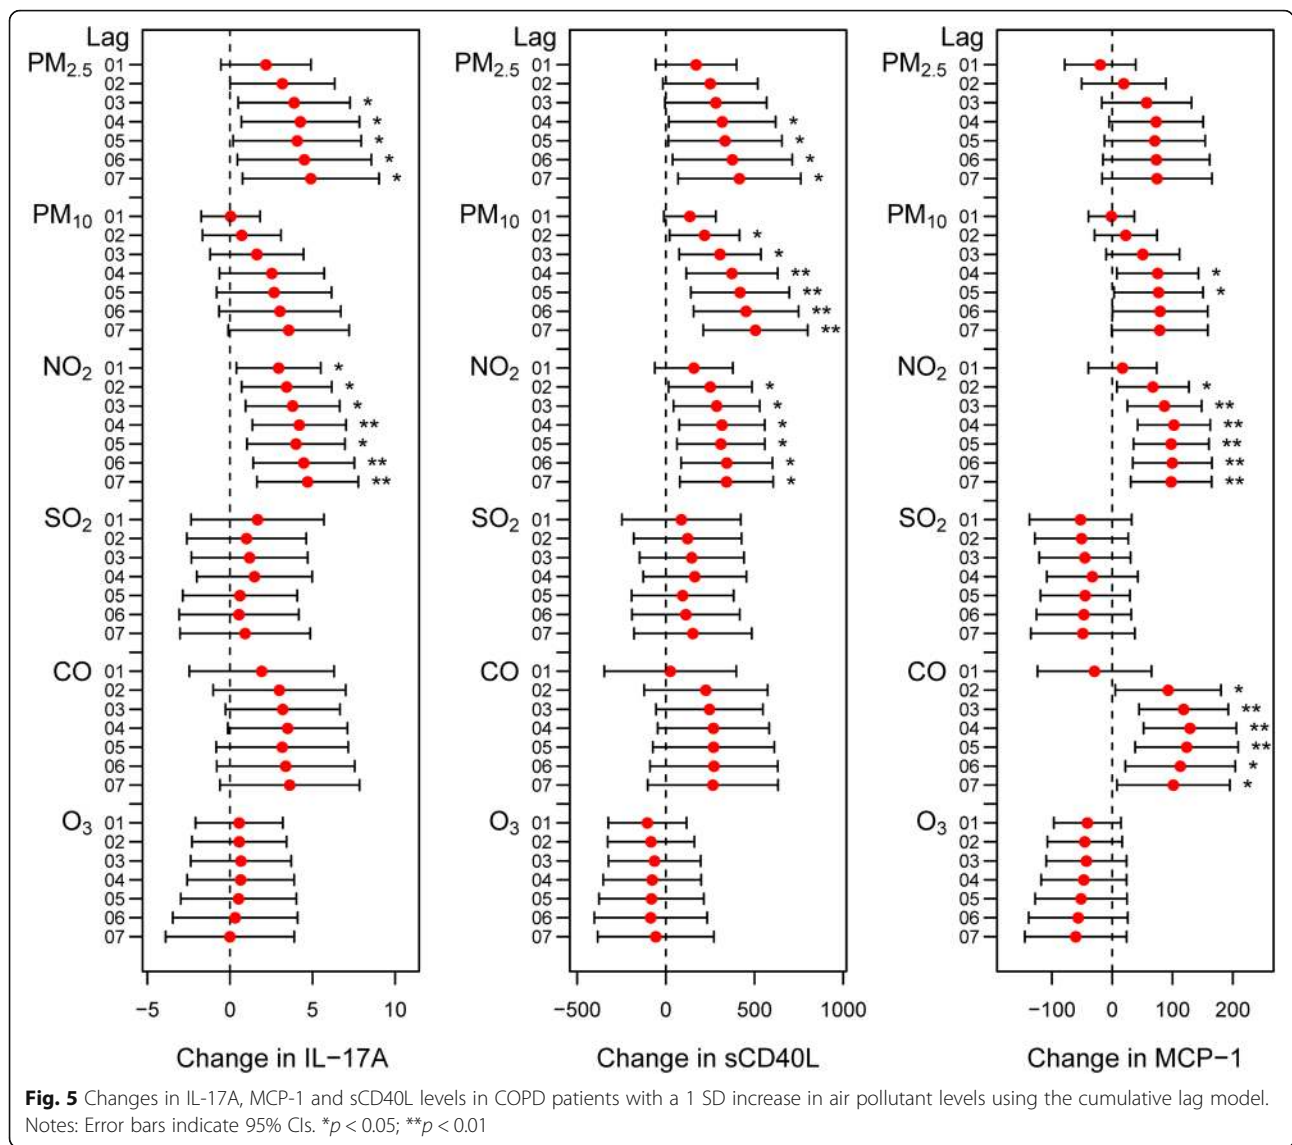 Lag Lag Lag
PM2.5 01 PM2.5 01 PM2.5 01
02 02 02
03 * 03 03
04 * 04 * 04
05 * 05 * 05
06 * 06 * 06
07 * 07 * 07
PM10 01 PM10 01 PM10 01
02 02 * 02
03 03 * 03
04 04 ** 04 *
05 05 ** 05 *
06 06 ** 06
07 07 ** 07
NO2 01 * NO2 01 NO2 01
02 * 02 * 02 *
03 * 03 * 03 **
04 ** 04 * 04 **
05 * 05 * 05 **
06 ** 06 * 06 **
07 ** 07 * 07 **
SO2 01 SO2 01 SO2 01
02 02 02
03 03 03
04 04 04
05 05 05
06 06 06
07 07 07
CO 01 CO 01 CO 01
02 02 02 *
03 03 03 **
04 04 04 **
05 05 05 **
06 06 06 *
07 07 07 *
O3 01 O3 01 O3 01
02 02 02
03 03 03
04 04 04
05 05 05
06 06 06
07 07 07
−5 0 5 10 −500 0 500 1000 −100 0 100 200
Change in IL−17A Change in sCD40L Change in MCP−1
Fig. 5 Changes in IL-17A, MCP-1 and sCD40L levels in COPD patients with a 1 SD increase in air pollutant levels using the cumulative lag model.
Notes: Error bars indicate 95% CIs. *p < 0.05; **p < 0.01